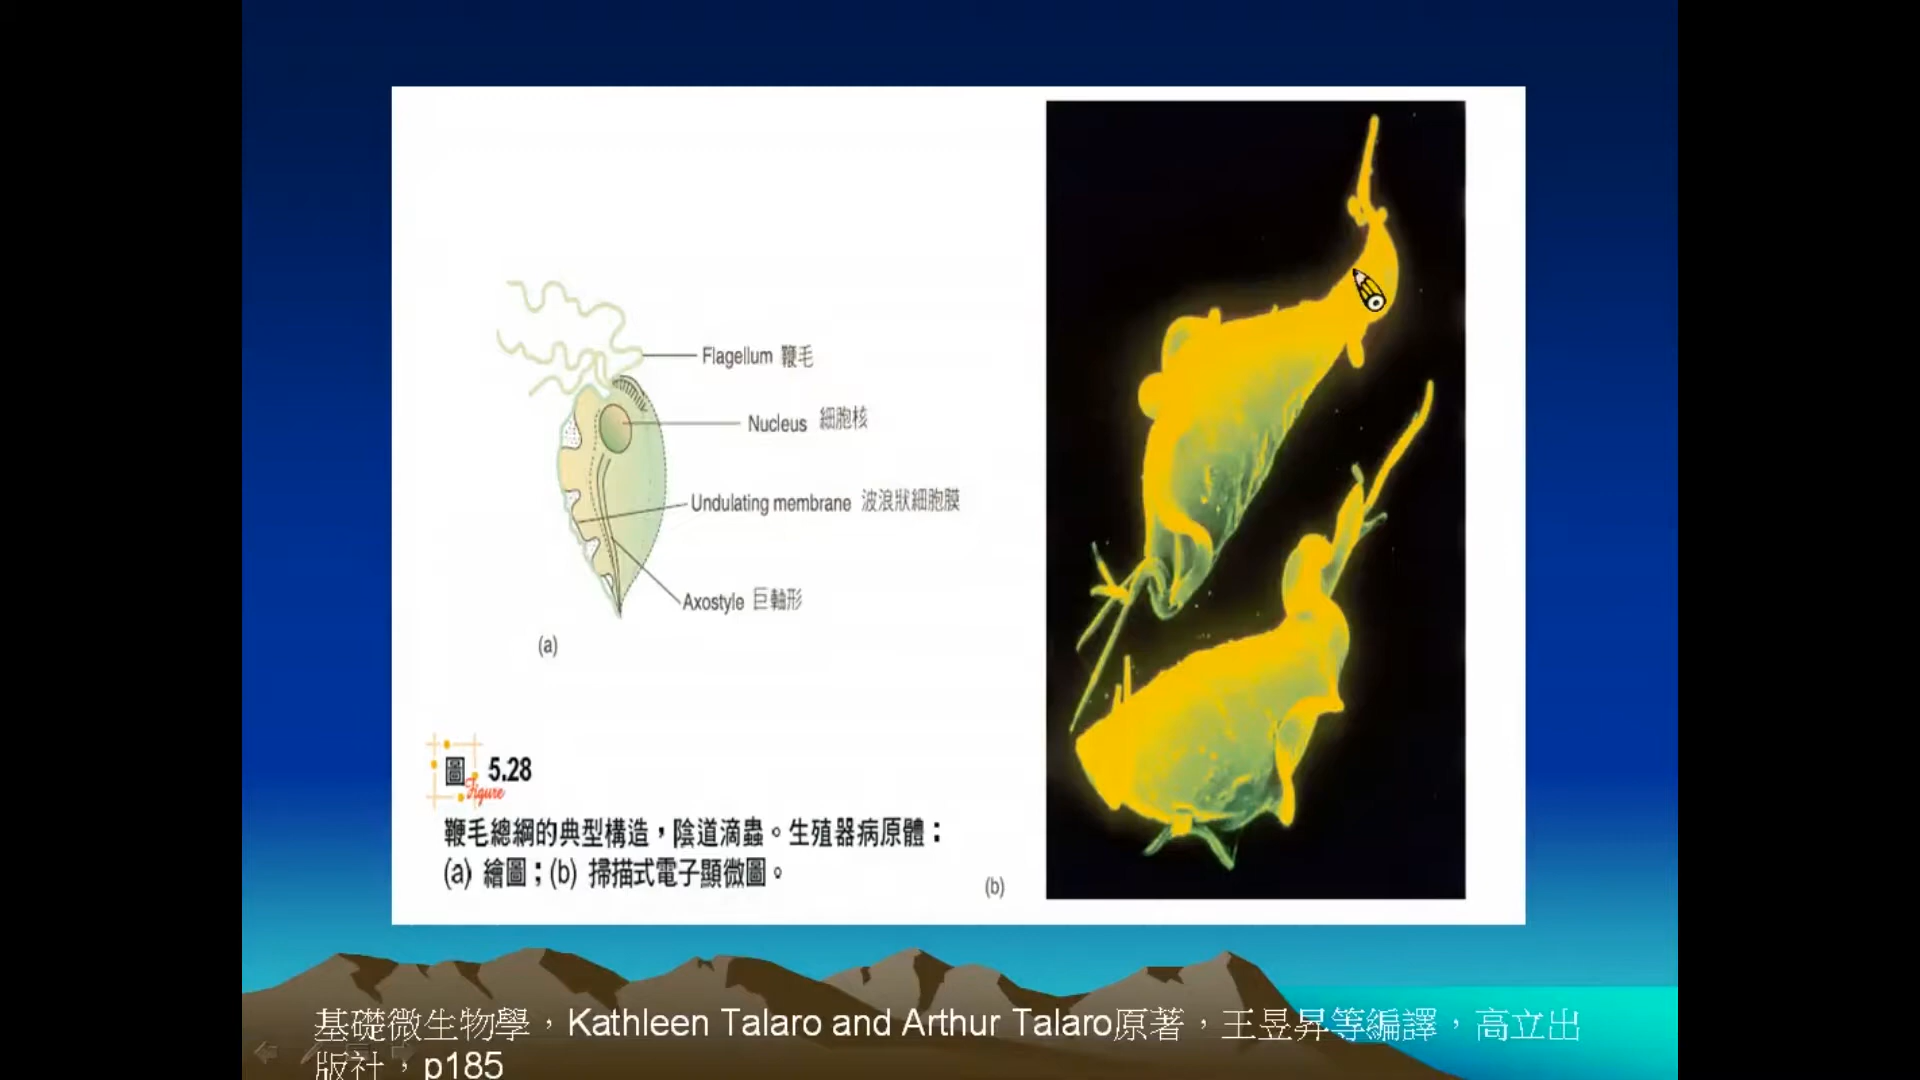 Flagellum 鞭毛
Nucleus 細胞核
Undulating membrane 波浪狀細胞膜
Axostyle 巨軸形
(a)
圖 5.28
Figure
鞭毛總綱的典型構造，陰道滴蟲。生殖器病原體：
(a) 繪圖；(b) 掃描式電子顯微圖。
(b)
基礎微生物學，Kathleen Talaro and Arthur Talaro原著，王昱昇等編譯，高立出
版社，p185